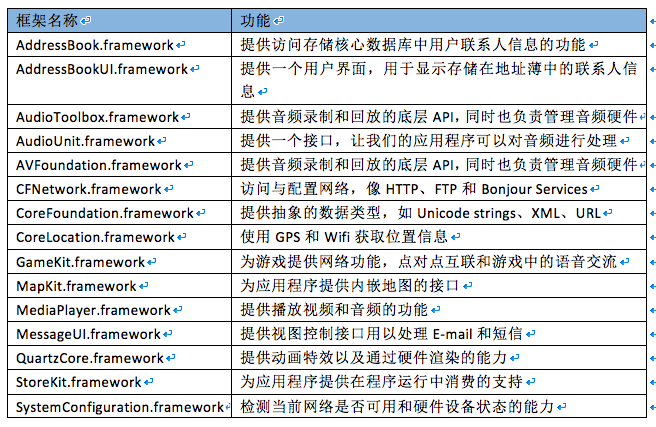 框架名称 功能
AddressBook.framework 提供访问存储核心数据库中用户联系人信息的功能
AddressBookUI.framework 提供一个用户界面，用于显示存储在地址薄中的联系人信
息
AudioToolbox.framework 提供音频录制和回放的底层 API，同时也负责管理音频硬件
AudioUnit.framework 提供一个接口，让我们的应用程序可以对音频进行处理
AVFoundation.framework 提供音频录制和回放的底层 API，同时也负责管理音频硬件
CFNetwork.framework 访问与配置网络，像 HTTP、FTP 和 Bonjour Services
CoreFoundation.framework 提供抽象的数据类型，如 Unicode strings、XML、URL
CoreLocation.framework 使用 GPS 和 Wifi 获取位置信息
GameKit.framework 为游戏提供网络功能，点对点互联和游戏中的语音交流
MapKit.framework 为应用程序提供内嵌地图的接口
MediaPlayer.framework 提供播放视频和音频的功能
MessageUI.framework 提供视图控制接口用以处理 E-mail 和短信
QuartzCore.framework 提供动画特效以及通过硬件渲染的能力
StoreKit.framework 为应用程序提供在程序运行中消费的支持
SystemConfiguration.framework 检测当前网络是否可用和硬件设备状态的能力